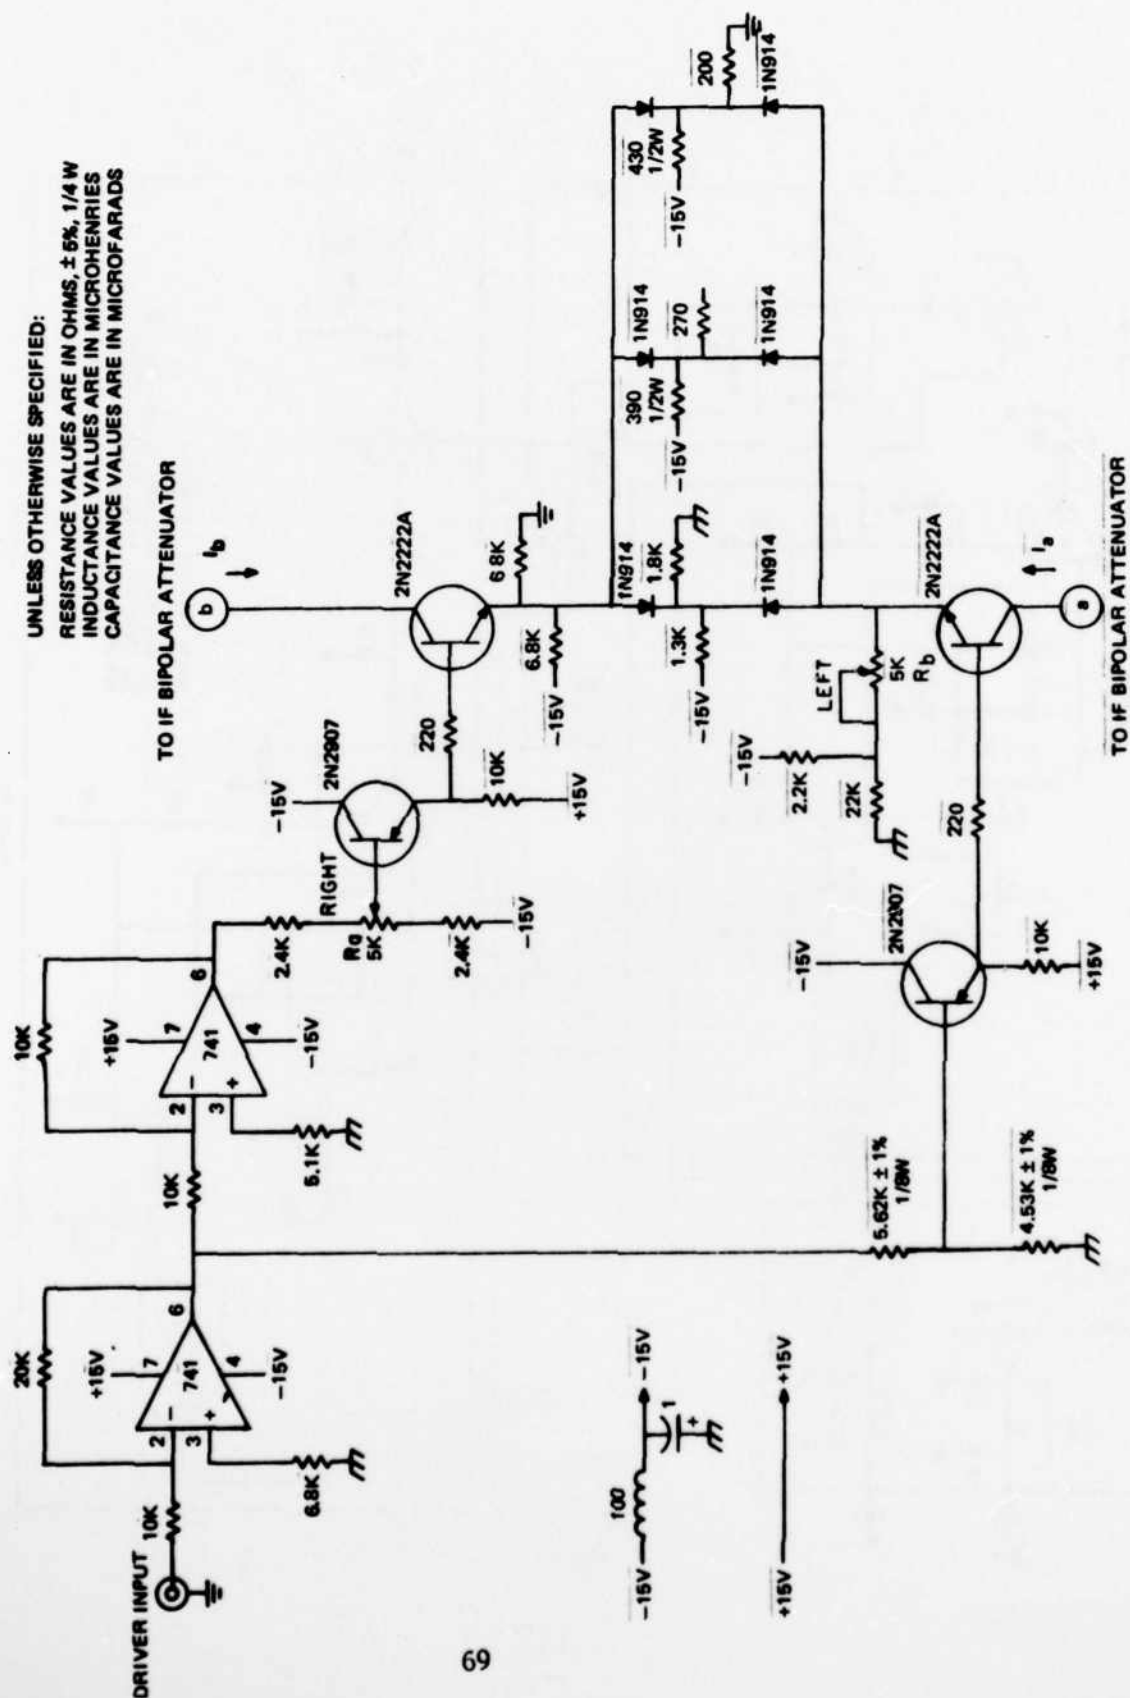 UNLESS OTHERWISE SPECIFIED:
RESISTANCE VALUES ARE IN OHMS, ±5%, 1/4 W
INDUCTANCE VALUES ARE IN MICROHENRIES
CAPACITANCE VALUES ARE IN MICROFARADS
TO IF BIPOLAR ATTENUATOR
b
Ib
2N2222A
6.8K
6.8K
−15V
220
2N2907
−15V
RIGHT
10K
+15V
DRIVER INPUT
10K
20K
+15V
7
2
−
741
6
3
+
4
−15V
6.8K
10K
10K
+15V
7
2
−
741
6
3
+
4
−15V
5.1K
2.4K
Ra
5K
2.4K
−15V
1N914
1.8K
1.3K
−15V
1N914
1N914
390
1/2W
−15V
270
1N914
430
1/2W
−15V
200
1N914
LEFT
5K
Rb
−15V
2.2K
22K
2N2222A
Ia
a
TO IF BIPOLAR ATTENUATOR
220
2N2907
−15V
10K
+15V
5.62K ± 1%
1/8W
4.53K ± 1%
1/8W
−15V
100
−15V
1
+
+15V
+15V
69